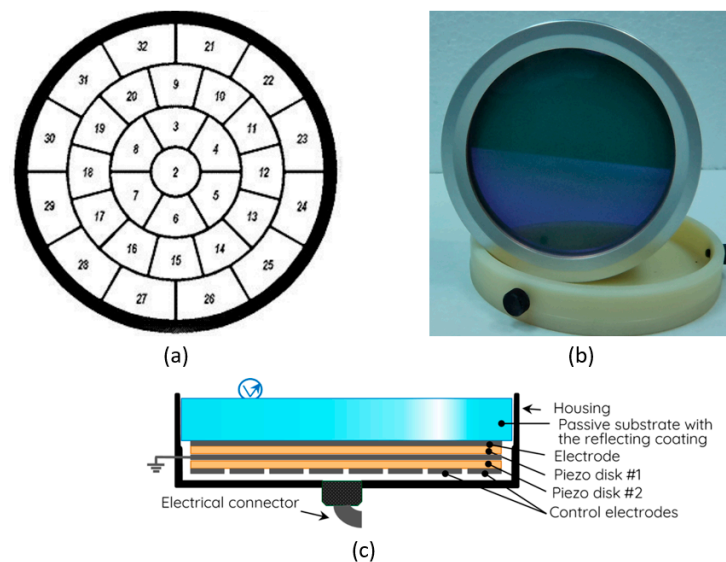 32 21
31 22
20 9 10
30 19 3 11 23
8 4
18 2 12
29 7 5 24
17 6 13
16 15 14
28 25
27 26
(a)
(b)
Housing
Passive substrate with
the reflecting coating
Electrode
Piezo disk #1
Piezo disk #2
Electrical connector
Control electrodes
(c)